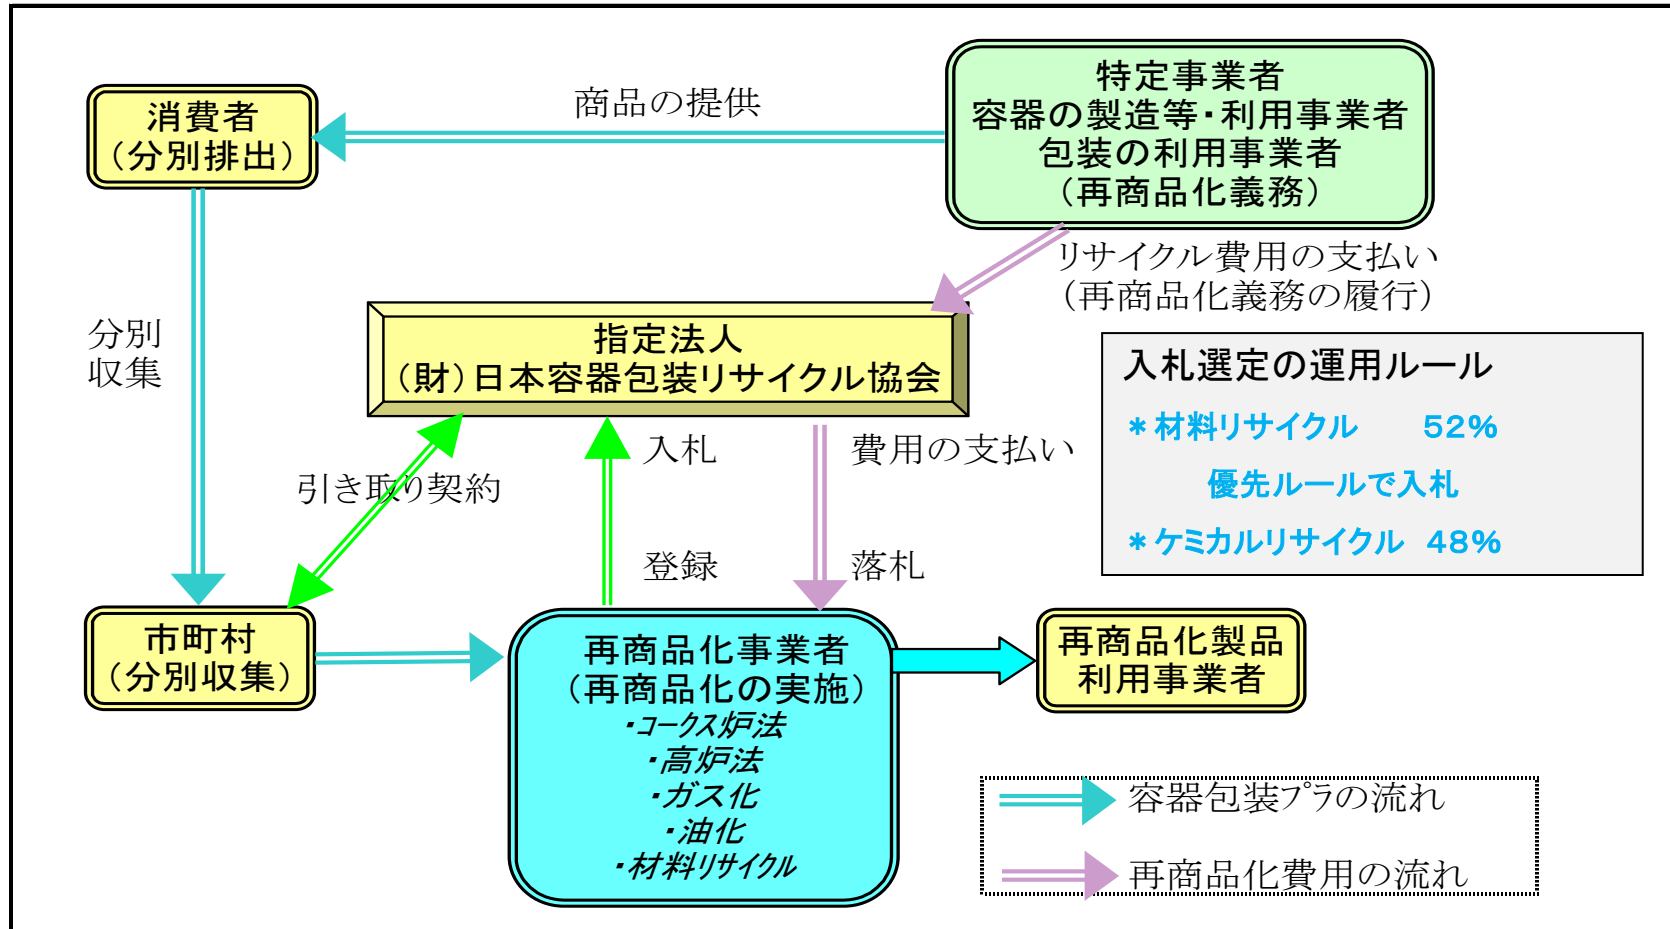 特定事業者
容器の製造等・利用事業者
包装の利用事業者
（再商品化義務）
商品の提供
消費者
（分別排出）
リサイクル費用の支払い
（再商品化義務の履行）
分別
収集
指定法人
（財）日本容器包装リサイクル協会
入札選定の運用ルール
＊材料リサイクル 52%
優先ルールで入札
＊ケミカルリサイクル 48%
引き取り契約
入札
費用の支払い
登録
落札
市町村
（分別収集）
再商品化事業者
（再商品化の実施）
・コークス炉法
・高炉法
・ガス化
・油化
・材料リサイクル
再商品化製品
利用事業者
容器包装プラの流れ
再商品化費用の流れ